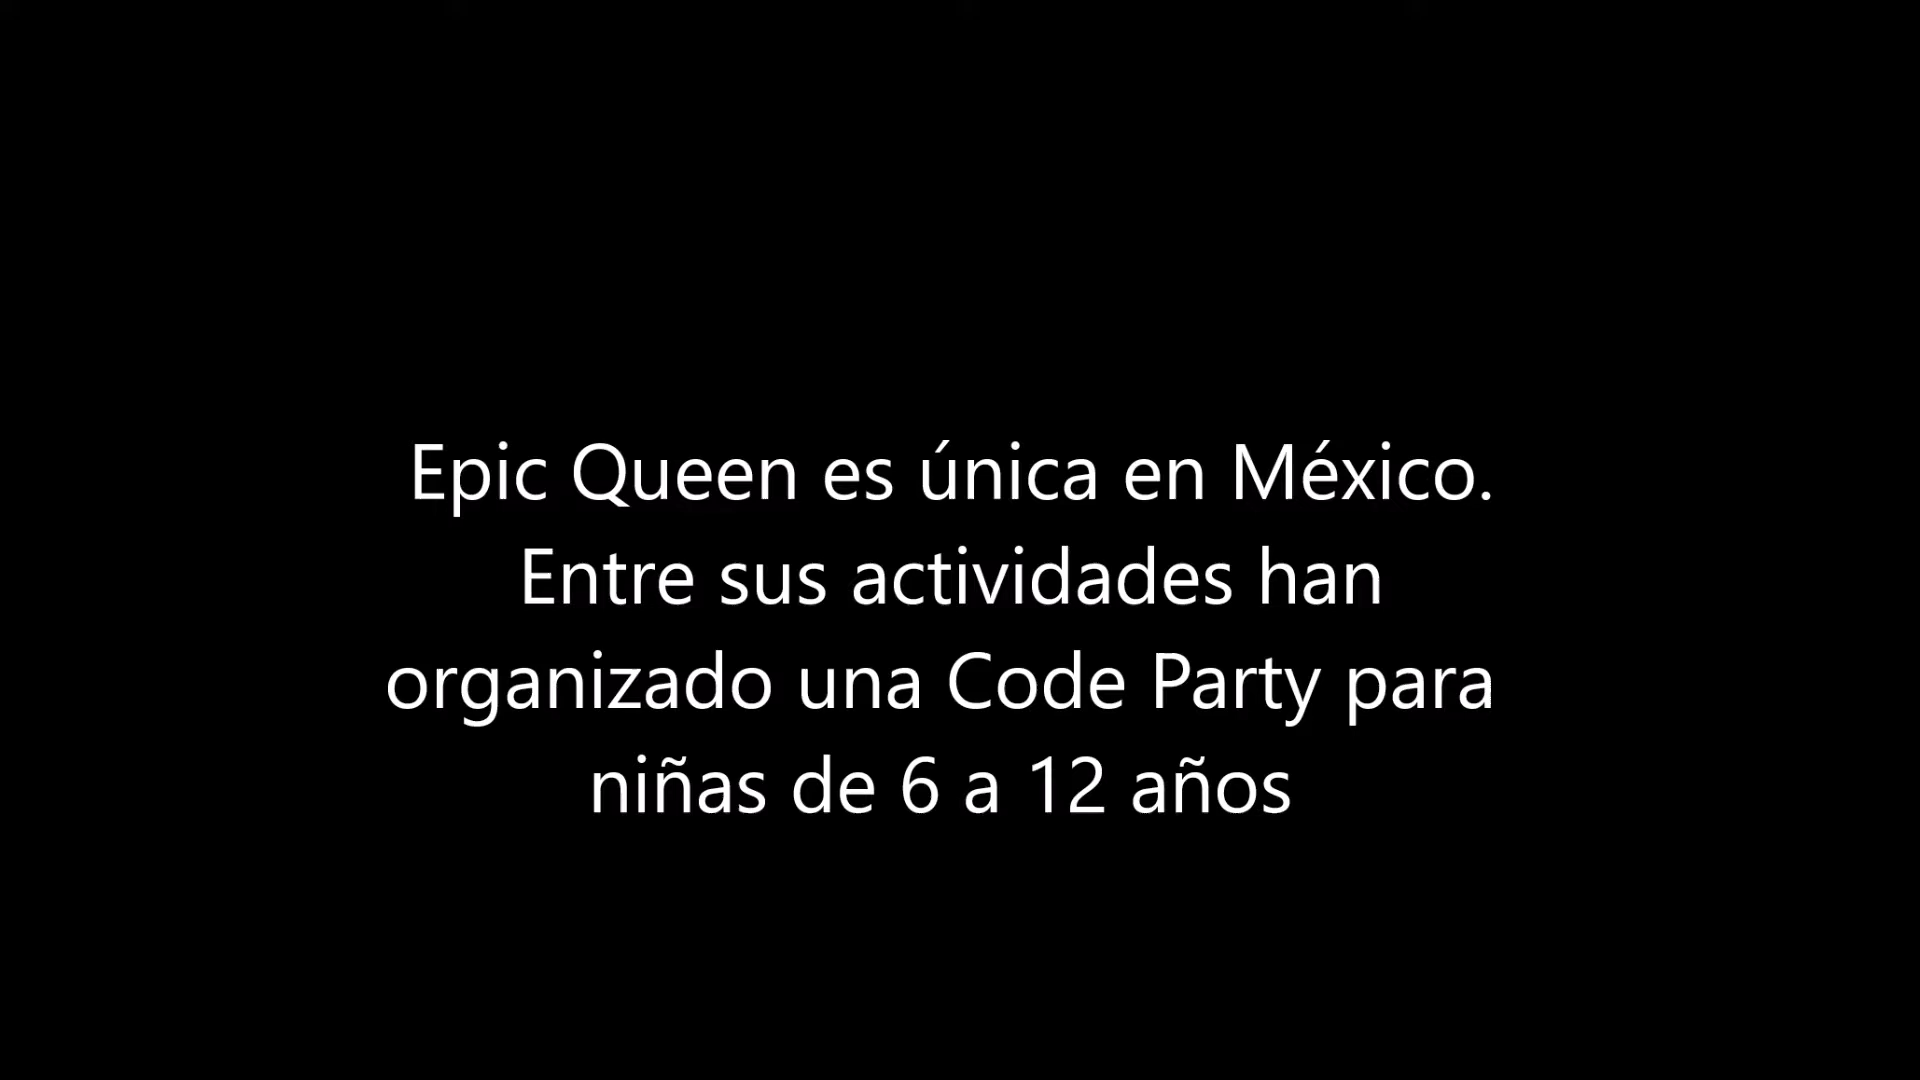 Epic Queen es única en México.
Entre sus actividades han
organizado una Code Party para
niñas de 6 a 12 años